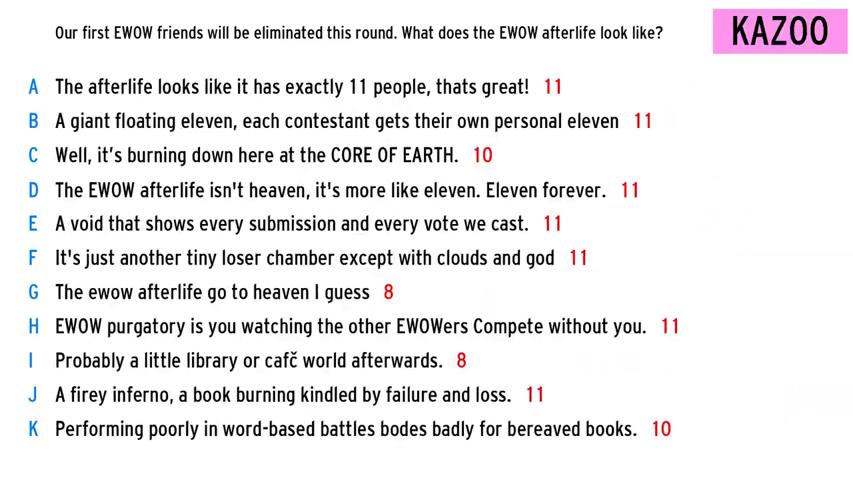 Our first EWOW friends will be eliminated this round. What does the EWOW afterlife look like?
KAZOO
A The afterlife looks like it has exactly 11 people, thats great! 11
B A giant floating eleven, each contestant gets their own personal eleven 11
C Well, it's burning down here at the CORE OF EARTH. 10
D The EWOW afterlife isn't heaven, it's more like eleven. Eleven forever. 11
E A void that shows every submission and every vote we cast. 11
F It's just another tiny loser chamber except with clouds and god 11
G The ewow afterlife go to heaven I guess 8
H EWOW purgatory is you watching the other EWOWers Compete without you. 11
I Probably a little library or cafč world afterwards. 8
J A firey inferno, a book burning kindled by failure and loss. 11
K Performing poorly in word-based battles bodes badly for bereaved books. 10